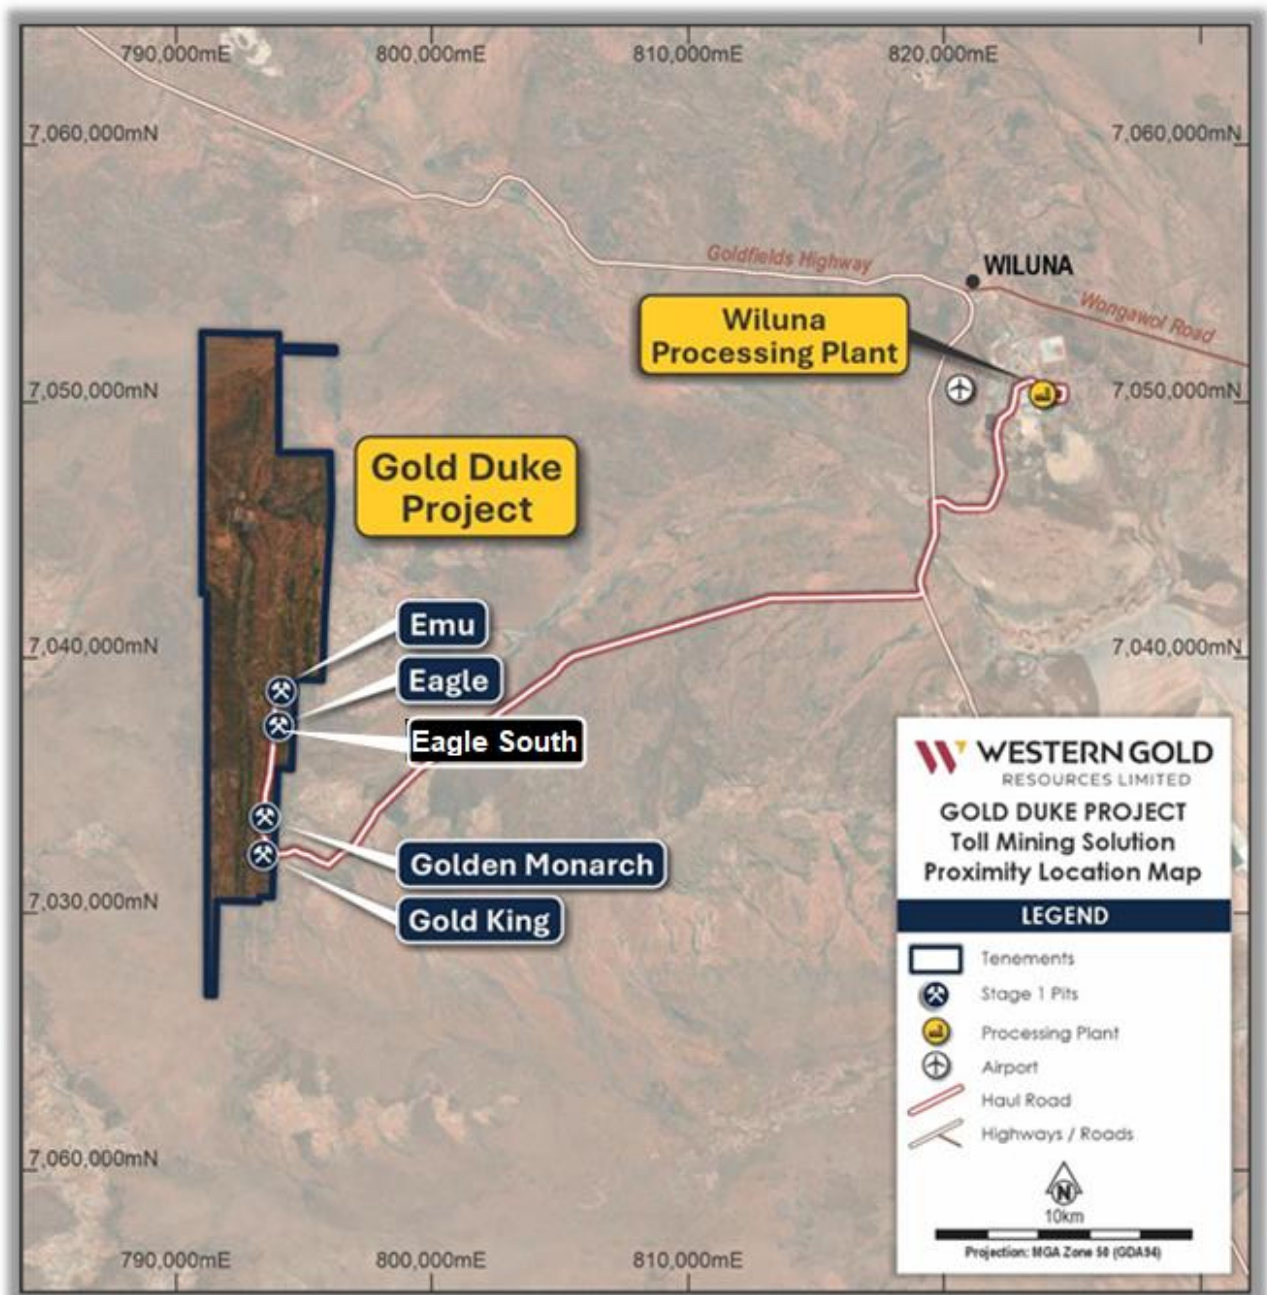 790,000mE
800,000mE
810,000mE
820,000mE
7,060,000mN
7,060,000mN
Goldfields Highway
WILUNA
Wongawol Road
Wiluna
Processing Plant
7,050,000mN
Gold Duke
Project
Emu
7,040,000mN
7,040,000mN
Eagle
Eagle South
Golden Monarch
7,030,000mN
Gold King
WESTERN GOLD
RESOURCES LIMITED
GOLD DUKE PROJECT
Toll Mining Solution
Proximity Location Map
LEGEND
Tenements
Stage 1 Pits
Processing Plant
Airport
Haul Road
Highways / Roads
N
10km
Projection: MGA Zone 50 (GDA94)
7,060,000mN
790,000mE
800,000mE
810,000mE